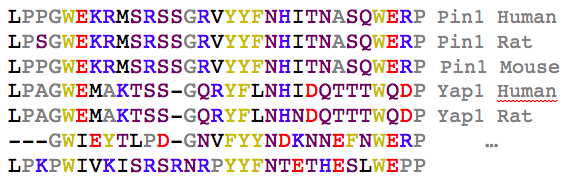 LPPGWEKRMSRSSGRVYYFNHITNASQWERP Pin1 Human
LPSGWEKRMSRSSGRVYYFNHITNASQWERP Pin1 Rat
LPPGWEKRMSRSSGRVYYFNHITNASQWERP Pin1 Mouse
LPAGWEMAKTSS-GQRYFLNHIDQTTTWQDP Yap1 Human
LPAGWEMAKTSS-GQRYFLNHNDQTTTWQDP Yap1 Rat
---GWIEYTLPD-GNVFYYNDKNNEFNWERP …
LPKPWIVKISRSRNRPYYFNTETHESLWEPP